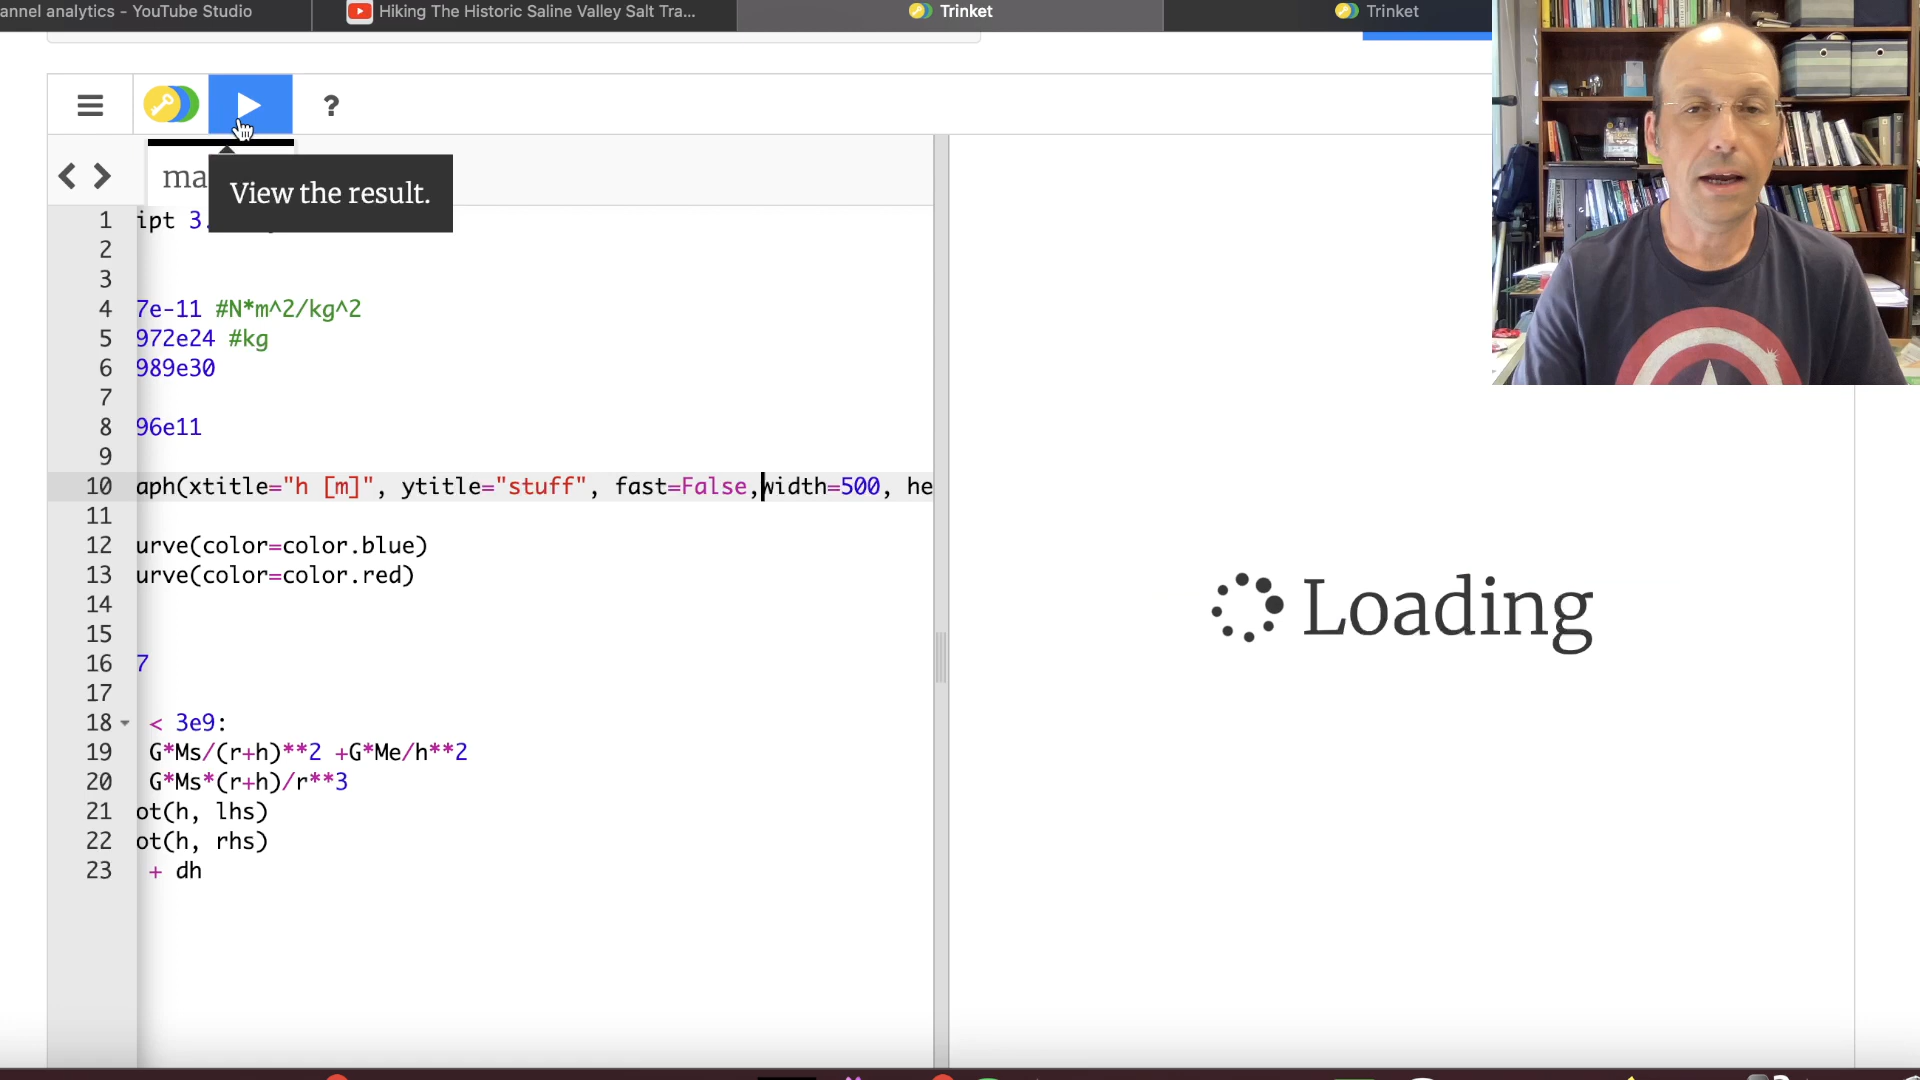 annel analytics - YouTube Studio
Hiking The Historic Saline Valley Salt Tra...
Trinket
Trinket
?
ma
View the result.
1 ipt 3.
2
3
4 7e-11 #N*m^2/kg^2
5 972e24 #kg
6 989e30
7
8 96e11
9
10 aph(xtitle="h [m]", ytitle="stuff", fast=False,width=500, he
11
12 urve(color=color.blue)
13 urve(color=color.red)
14
15
16 7
17
18 < 3e9:
19 G*Ms/(r+h)**2 +G*Me/h**2
20 G*Ms*(r+h)/r**3
21 ot(h, lhs)
22 ot(h, rhs)
23 + dh
Loading